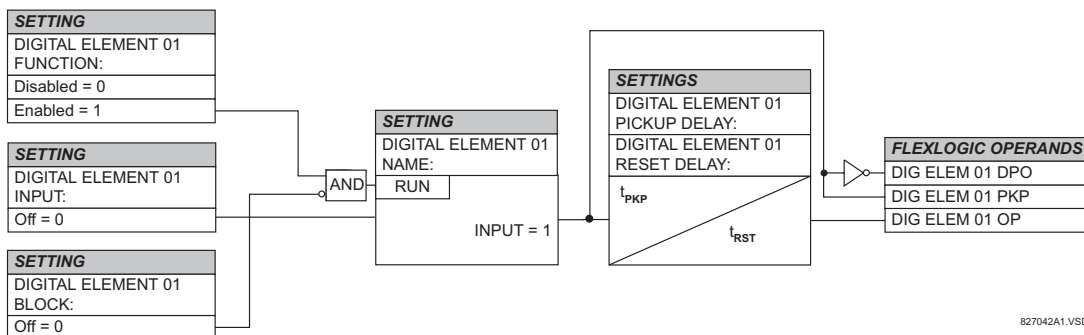 SETTING
DIGITAL ELEMENT 01
FUNCTION:
Disabled = 0
Enabled = 1
SETTING
DIGITAL ELEMENT 01
INPUT:
Off = 0
SETTING
DIGITAL ELEMENT 01
BLOCK:
Off = 0
AND
SETTING
DIGITAL ELEMENT 01
NAME:
RUN
INPUT = 1
SETTINGS
DIGITAL ELEMENT 01
PICKUP DELAY:
DIGITAL ELEMENT 01
RESET DELAY:
tPKP
tRST
FLEXLOGIC OPERANDS
DIG ELEM 01 DPO
DIG ELEM 01 PKP
DIG ELEM 01 OP
827042A1.VSD